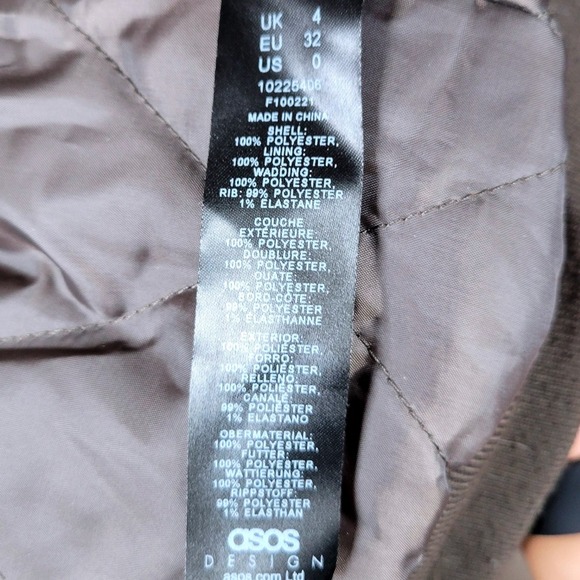 UK 4
EU 32
US 0
10225406
F100221
MADE IN CHINA
SHELL:
100% POLYESTER,
LINING:
100% POLYESTER,
WADDING:
100% POLYESTER,
RIB: 99% POLYESTER
1% ELASTANE
COUCHE
EXTÉRIEURE:
100% POLYESTER,
DOUBLURE:
100% POLYESTER,
OUATE:
100% POLYESTER,
BORD-CÔTE:
99% POLYESTER
1% ÉLASTHANNE
EXTERIOR:
100% POLIÉSTER,
FORRO:
100% POLIÉSTER,
RELLENO:
100% POLIÉSTER,
CANALÉ:
99% POLIÉSTER
1% ELASTANO
OBERMATERIAL:
100% POLYESTER,
FUTTER:
100% POLYESTER,
WATTIERUNG:
100% POLYESTER,
RIPPSTOFF:
99% POLYESTER
1% ELASTHAN
asos
DESIGN
asos.com Ltd